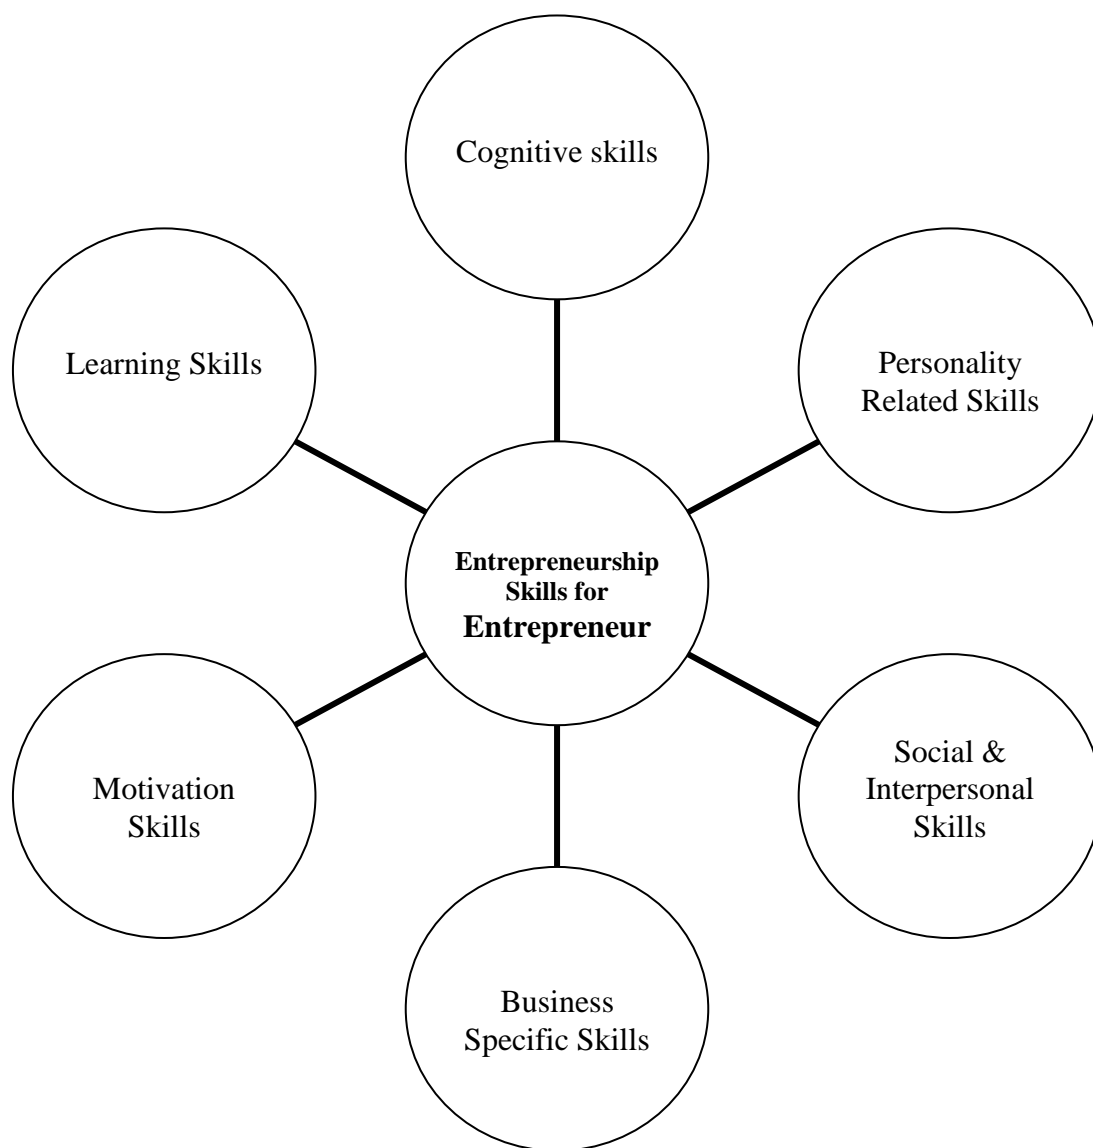 Cognitive skills
Learning Skills
Personality
Related Skills
Entrepreneurship
Skills for
Entrepreneur
Motivation
Skills
Social &
Interpersonal
Skills
Business
Specific Skills